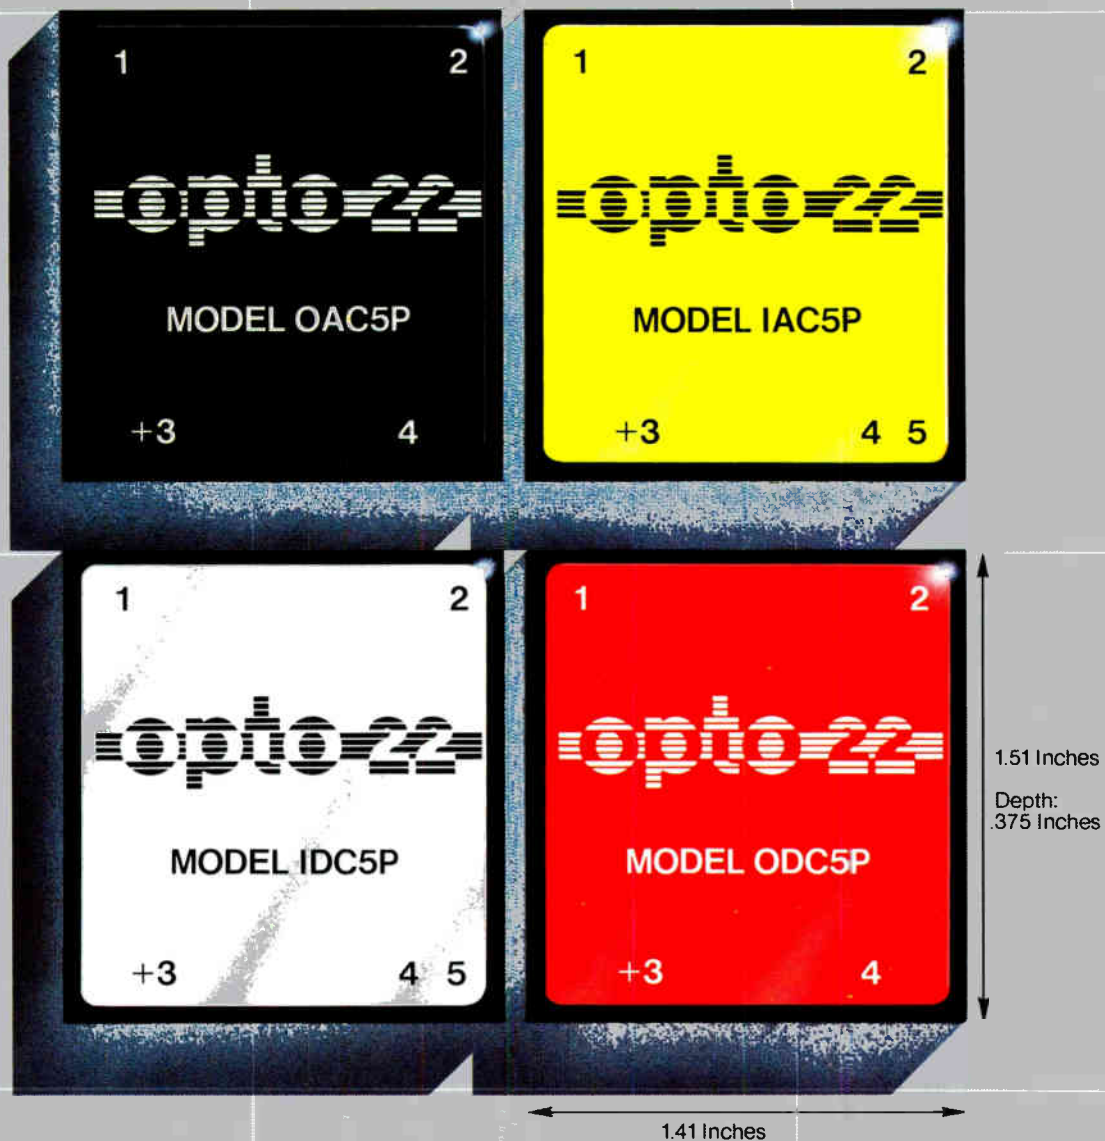 1 2
opto 22
MODEL OAC5P
+3 4
1 2
opto 22
MODEL IAC5P
+3 4 5
1 2
opto 22
MODEL IDC5P
+3 4 5
1 2
opto 22
MODEL ODC5P
+3 4
1.51 Inches
Depth:
.375 Inches
1.41 Inches